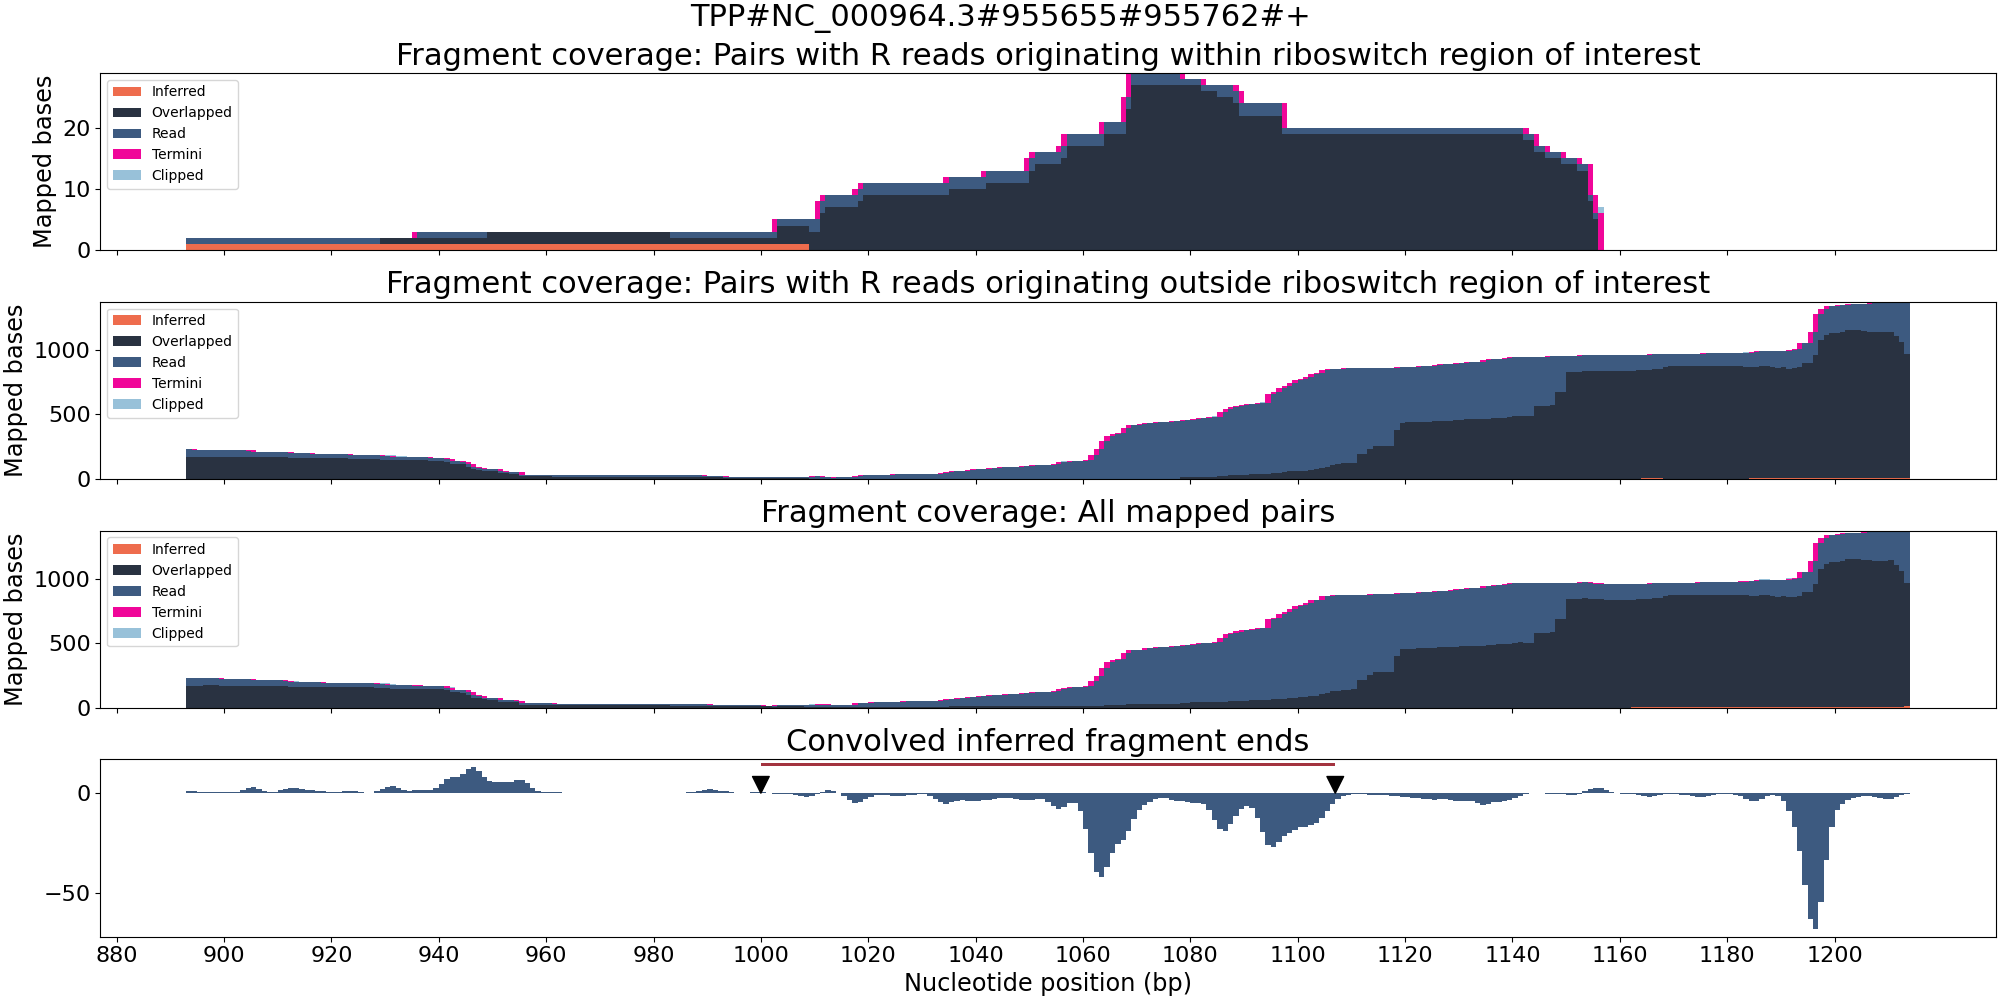 TPP#NC_000964.3#955655#955762#+
Fragment coverage: Pairs with R reads originating within riboswitch region of interest
Mapped bases
20
10
0
Inferred
Overlapped
Read
Termini
Clipped
Fragment coverage: Pairs with R reads originating outside riboswitch region of interest
Mapped bases
1000
500
0
Inferred
Overlapped
Read
Termini
Clipped
Fragment coverage: All mapped pairs
Mapped bases
1000
500
0
Inferred
Overlapped
Read
Termini
Clipped
Convolved inferred fragment ends
0
−50
880 900 920 940 960 980 1000 1020 1040 1060 1080 1100 1120 1140 1160 1180 1200
Nucleotide position (bp)